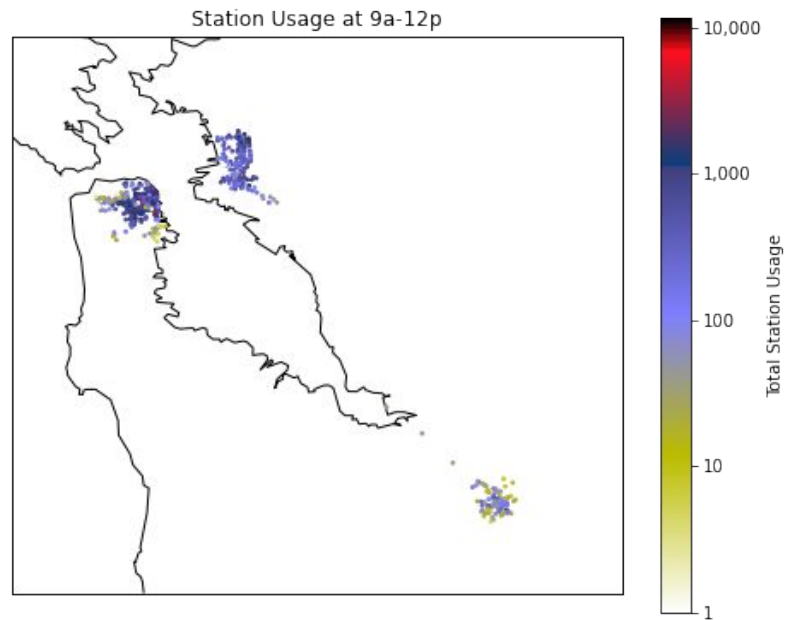 Station Usage at 9a-12p
10,000
1,000
100
10
1
Total Station Usage